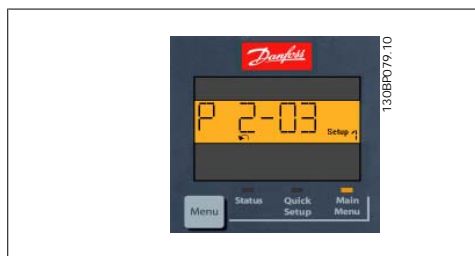 Danfoss
130BP079.10
P 2-03
Setup 1
Menu
Status
Quick Setup
Main Menu